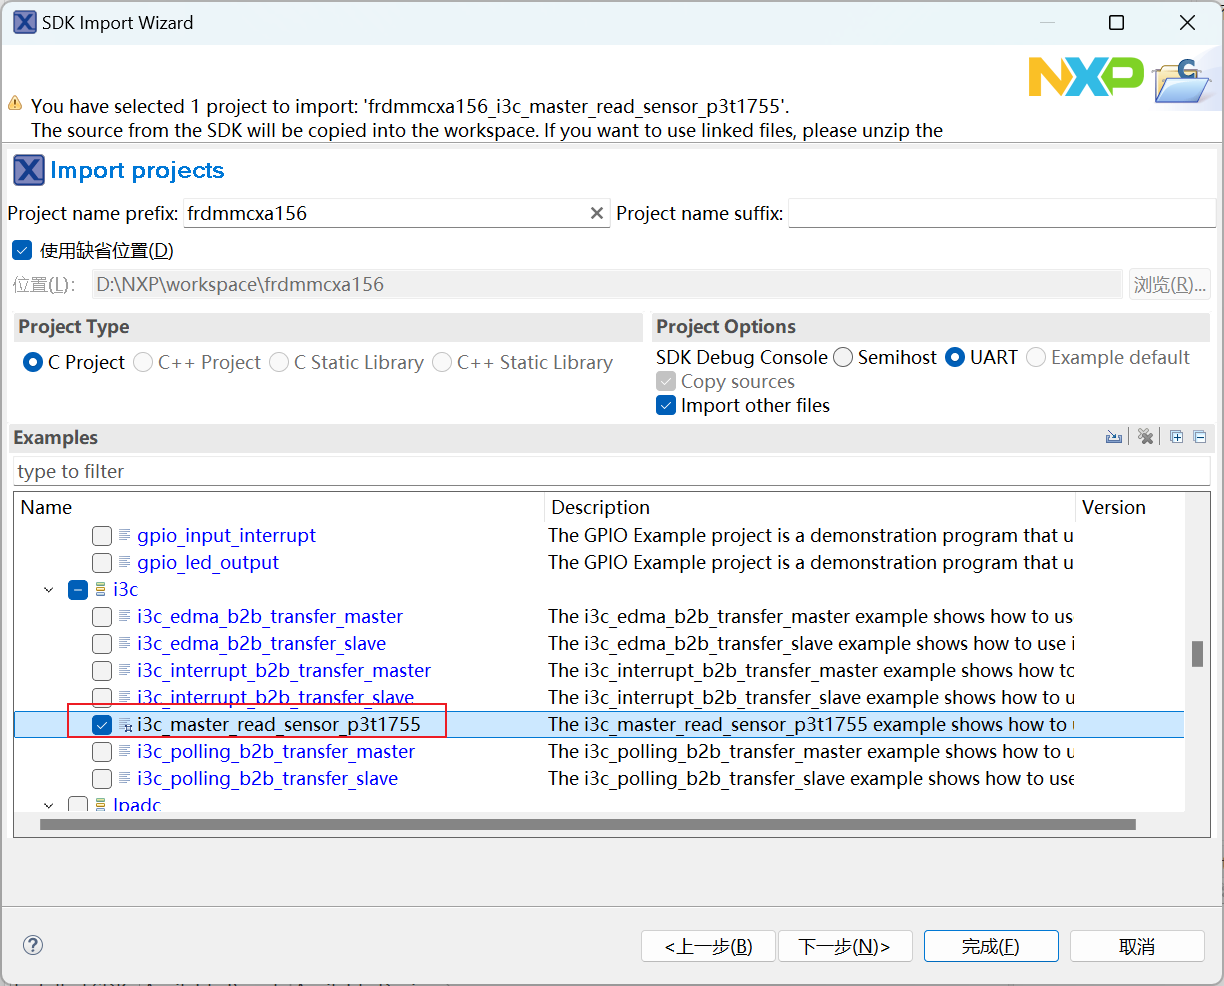 SDK Import Wizard
NXP
You have selected 1 project to import: 'frdmmcxa156_i3c_master_read_sensor_p3t1755'.
The source from the SDK will be copied into the workspace. If you want to use linked files, please unzip the
Import projects
Project name prefix: frdmmcxa156 Project name suffix:
使用缺省位置(D)
位置(L): D:\NXP\workspace\frdmmcxa156 浏览(R)...
Project Type Project Options
C Project C++ Project C Static Library C++ Static Library SDK Debug Console Semihost UART Example default
Copy sources
Import other files
Examples
type to filter
Name Description Version
gpio_input_interrupt The GPIO Example project is a demonstration program that u
gpio_led_output The GPIO Example project is a demonstration program that u
i3c
i3c_edma_b2b_transfer_master The i3c_edma_b2b_transfer_master example shows how to us
i3c_edma_b2b_transfer_slave The i3c_edma_b2b_transfer_slave example shows how to use i
i3c_interrupt_b2b_transfer_master The i3c_interrupt_b2b_transfer_master example shows how to
i3c_interrupt_b2b_transfer_slave The i3c_interrupt_b2b_transfer_slave example shows how to u
i3c_master_read_sensor_p3t1755 The i3c_master_read_sensor_p3t1755 example shows how to
i3c_polling_b2b_transfer_master The i3c_polling_b2b_transfer_master example shows how to u
i3c_polling_b2b_transfer_slave The i3c_polling_b2b_transfer_slave example shows how to use
lpadc
<上一步(B) 下一步(N)> 完成(F) 取消